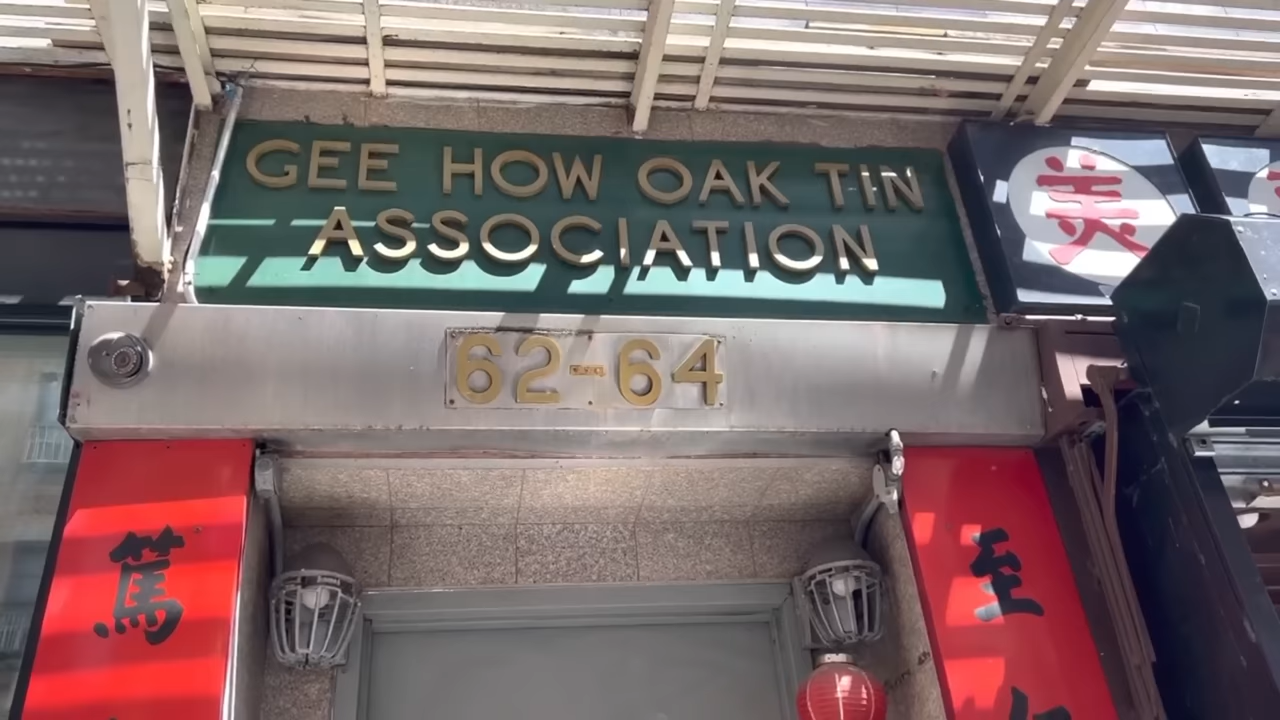 GEE HOW OAK TIN
ASSOCIATION
美
62-64
篤
至